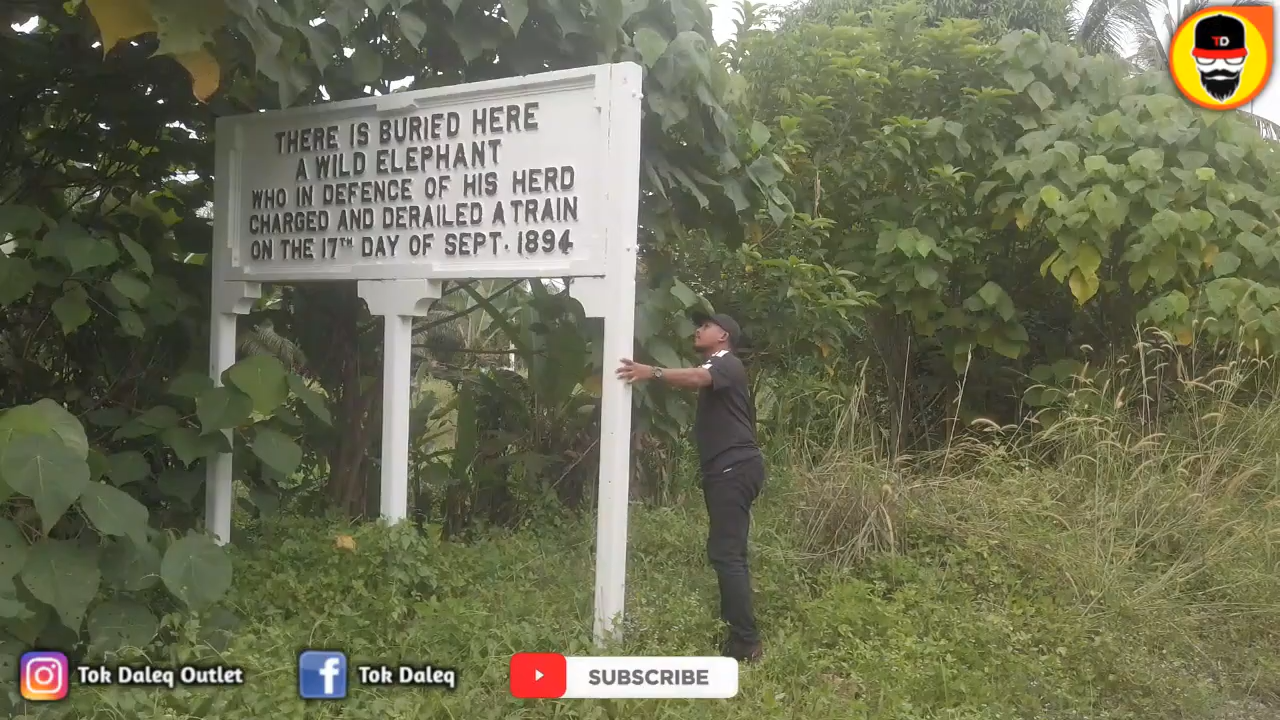 THERE IS BURIED HERE
A WILD ELEPHANT
WHO IN DEFENCE OF HIS HERD
CHARGED AND DERAILED A TRAIN
ON THE 17TH DAY OF SEPT. 1894
TD
Tok Daleq Outlet
Tok Daleq
SUBSCRIBE